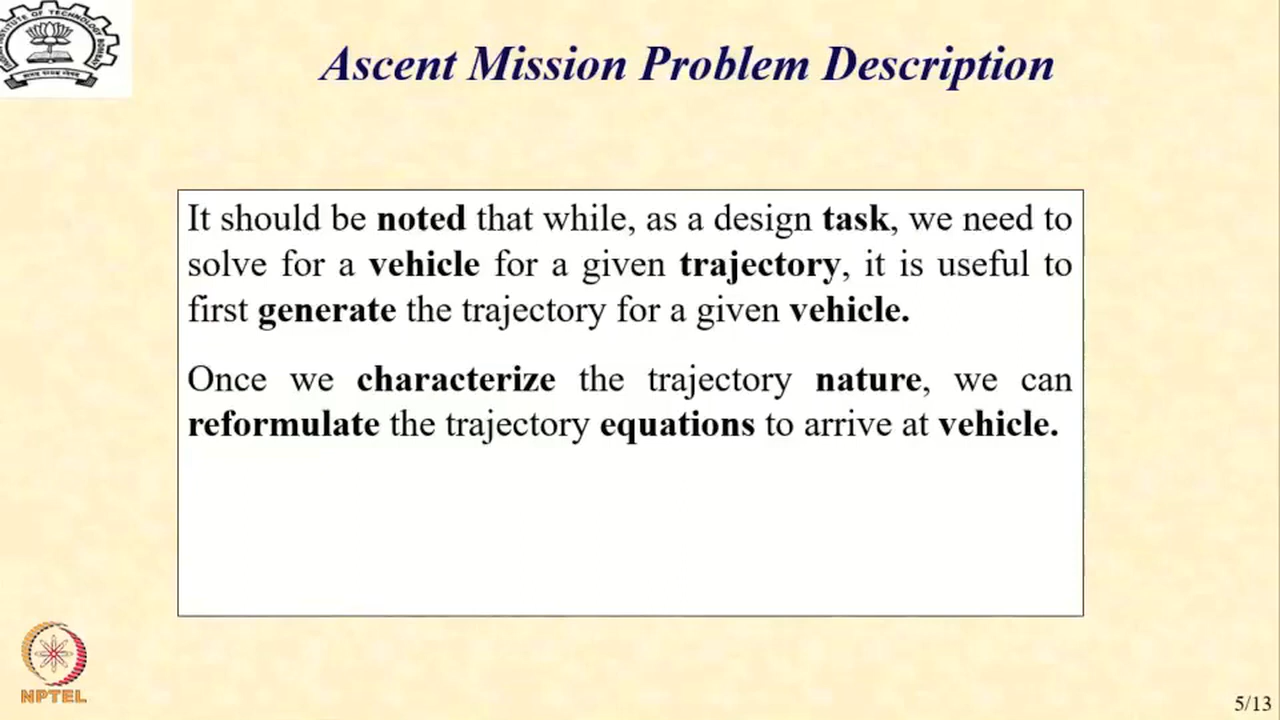 Ascent Mission Problem Description
It should be noted that while, as a design task, we need to
solve for a vehicle for a given trajectory, it is useful to
first generate the trajectory for a given vehicle.
Once we characterize the trajectory nature, we can
reformulate the trajectory equations to arrive at vehicle.
NPTEL
5/13